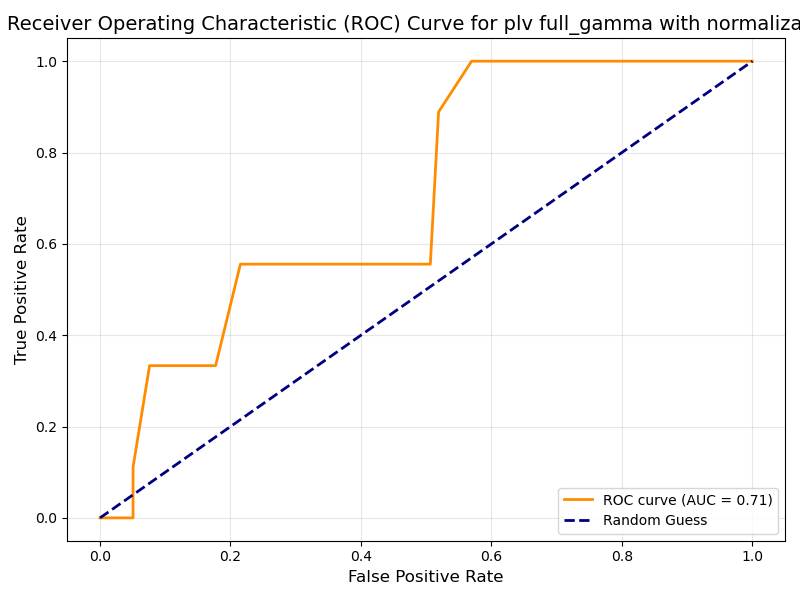 Receiver Operating Characteristic (ROC) Curve for plv full_gamma with normaliza
1.0
0.8
0.6
0.4
0.2
0.0
True Positive Rate
0.0 0.2 0.4 0.6 0.8 1.0
False Positive Rate
ROC curve (AUC = 0.71)
Random Guess